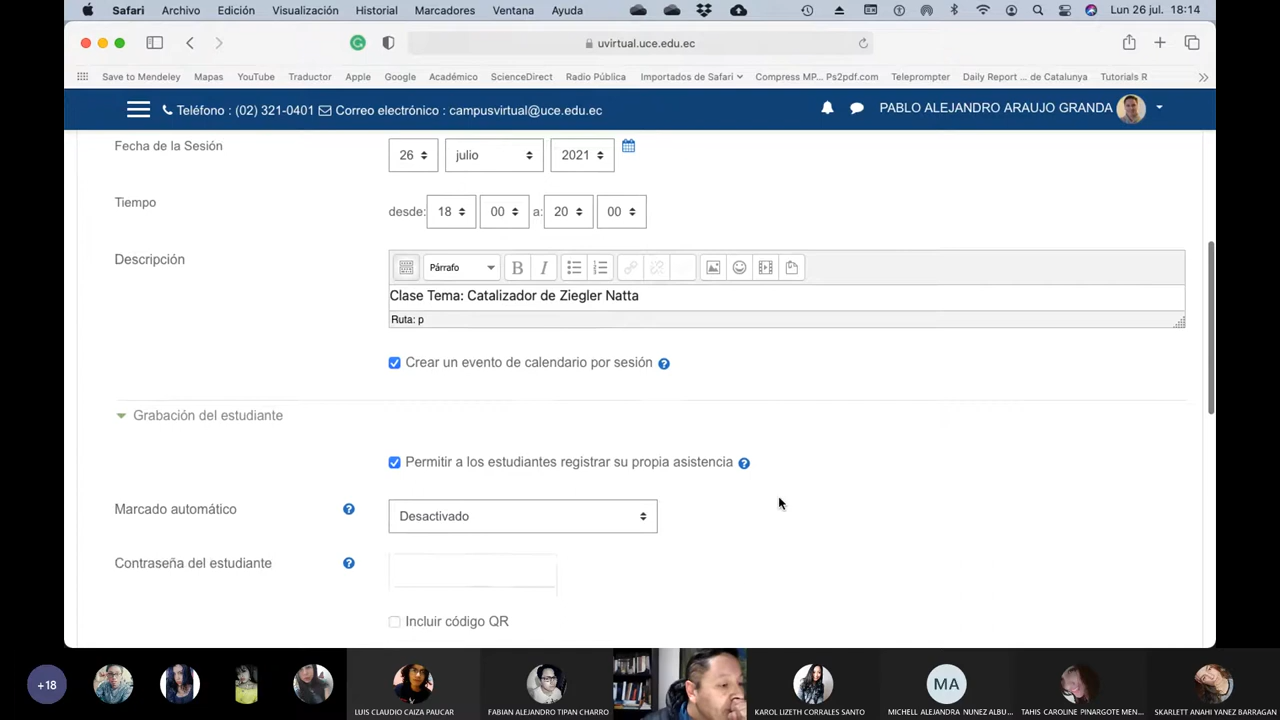 Safari Archivo Edición Visualización Historial Marcadores Ventana Ayuda Lun 26 jul. 18:14
uvirtual.uce.edu.ec
Save to Mendeley Mapas YouTube Traductor Apple Google Académico ScienceDirect Radio Pública Importados de Safari Compress MP... Ps2pdf.com Teleprompter Daily Report ... de Catalunya Tutorials R
Teléfono : (02) 321-0401 Correo electrónico : campusvirtual@uce.edu.ec PABLO ALEJANDRO ARAUJO GRANDA
Fecha de la Sesión 26 julio 2021
Tiempo desde: 18 00 a: 20 00
Descripción Párrafo B I
Clase Tema: Catalizador de Ziegler Natta
Ruta: p
Crear un evento de calendario por sesión
Grabación del estudiante
Permitir a los estudiantes registrar su propia asistencia
Marcado automático Desactivado
Contraseña del estudiante
Incluir código QR
+18 MA
LUIS CLAUDIO CAIZA PAUCAR FABIAN ALEJANDRO TIPAN CHARRO KAROL LIZETH CORRALES SANTO MICHELL ALEJANDRA NUNEZ ALBU... TAHIS CAROLINE PINARGOTE MEN... SKARLETT ANAHI YANEZ BARRAGAN